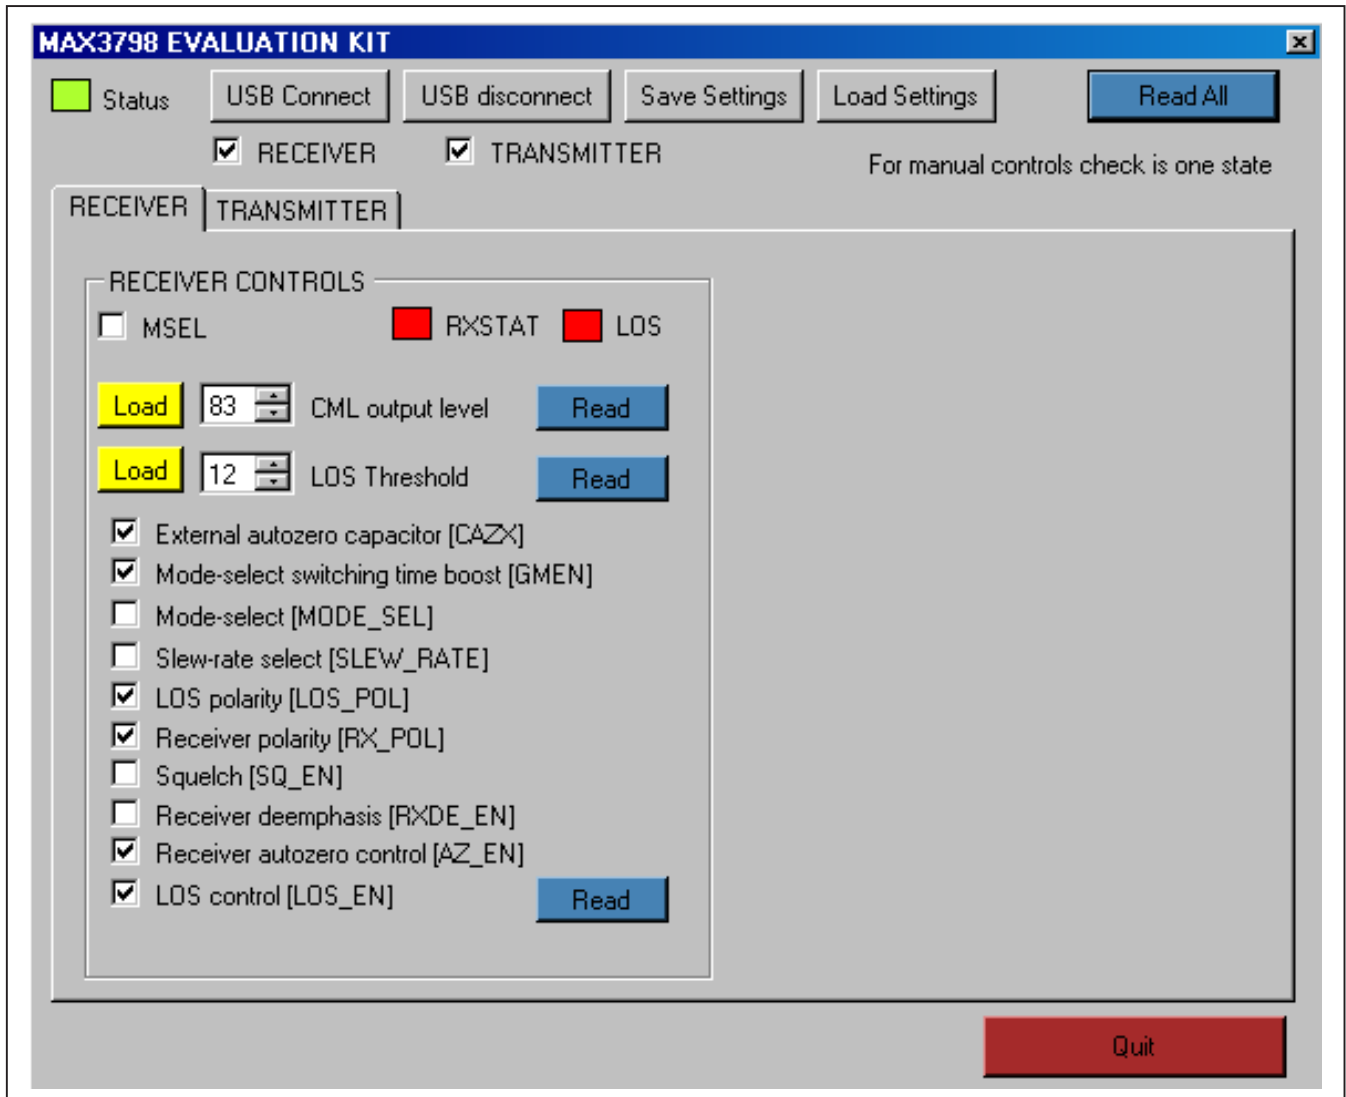 MAX3798 EVALUATION KIT
Status
USB Connect
USB disconnect
Save Settings
Load Settings
Read All
RECEIVER
TRANSMITTER
For manual controls check is one state
RECEIVER
TRANSMITTER
RECEIVER CONTROLS
MSEL
RXSTAT
LOS
Load
83
CML output level
Read
Load
12
LOS Threshold
Read
External autozero capacitor [CAZX]
Mode-select switching time boost [GMEN]
Mode-select [MODE_SEL]
Slew-rate select [SLEW_RATE]
LOS polarity [LOS_POL]
Receiver polarity [RX_POL]
Squelch [SQ_EN]
Receiver deemphasis [RXDE_EN]
Receiver autozero control [AZ_EN]
LOS control [LOS_EN]
Read
Quit